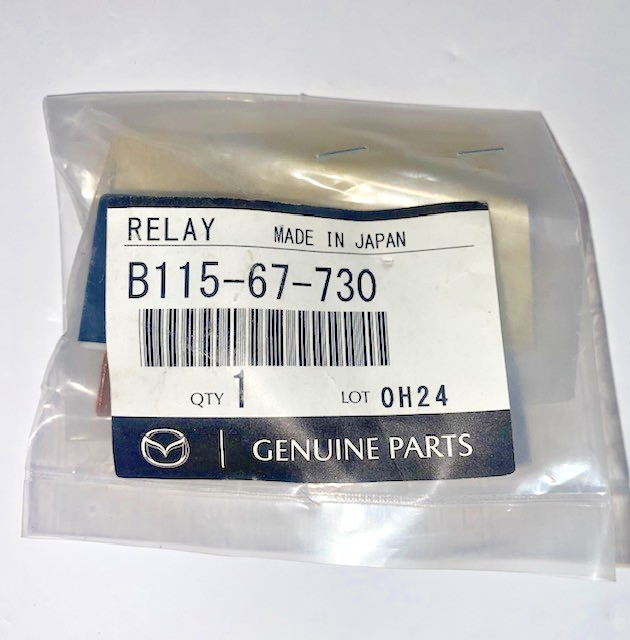 RELAY MADE IN JAPAN
B115-67-730
QTY 1 LOT 0H24
GENUINE PARTS